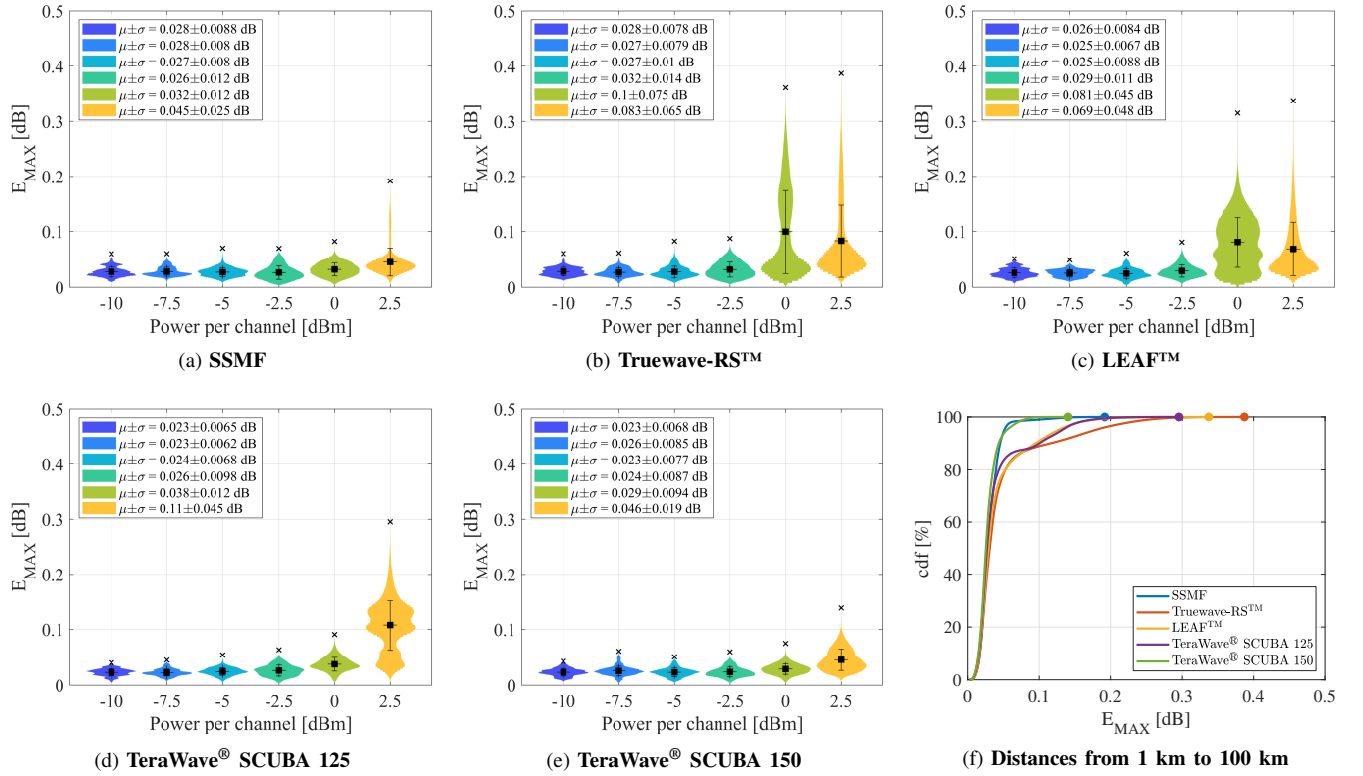 0.5
0.4
0.3
0.2
0.1
0
E_MAX [dB]
μ±σ = 0.028±0.0088 dB
μ±σ = 0.028±0.008 dB
μ±σ = 0.027±0.008 dB
μ±σ = 0.026±0.012 dB
μ±σ = 0.032±0.012 dB
μ±σ = 0.045±0.025 dB
-10 -7.5 -5 -2.5 0 2.5
Power per channel [dBm]
(a) SSMF
0.5
0.4
0.3
0.2
0.1
0
E_MAX [dB]
μ±σ = 0.028±0.0078 dB
μ±σ = 0.027±0.0079 dB
μ±σ = 0.027±0.01 dB
μ±σ = 0.032±0.014 dB
μ±σ = 0.1±0.075 dB
μ±σ = 0.083±0.065 dB
-10 -7.5 -5 -2.5 0 2.5
Power per channel [dBm]
(b) Truewave-RS™
0.5
0.4
0.3
0.2
0.1
0
E_MAX [dB]
μ±σ = 0.026±0.0084 dB
μ±σ = 0.025±0.0067 dB
μ±σ = 0.025±0.0088 dB
μ±σ = 0.029±0.011 dB
μ±σ = 0.081±0.045 dB
μ±σ = 0.069±0.048 dB
-10 -7.5 -5 -2.5 0 2.5
Power per channel [dBm]
(c) LEAF™
0.5
0.4
0.3
0.2
0.1
0
E_MAX [dB]
μ±σ = 0.023±0.0065 dB
μ±σ = 0.023±0.0062 dB
μ±σ = 0.024±0.0068 dB
μ±σ = 0.026±0.0098 dB
μ±σ = 0.038±0.012 dB
μ±σ = 0.11±0.045 dB
-10 -7.5 -5 -2.5 0 2.5
Power per channel [dBm]
(d) TeraWave® SCUBA 125
0.5
0.4
0.3
0.2
0.1
0
E_MAX [dB]
μ±σ = 0.023±0.0068 dB
μ±σ = 0.026±0.0085 dB
μ±σ = 0.023±0.0077 dB
μ±σ = 0.024±0.0087 dB
μ±σ = 0.029±0.0094 dB
μ±σ = 0.046±0.019 dB
-10 -7.5 -5 -2.5 0 2.5
Power per channel [dBm]
(e) TeraWave® SCUBA 150
100
80
60
40
20
0
cdf [%]
SSMF
Truewave-RS™
LEAF™
TeraWave® SCUBA 125
TeraWave® SCUBA 150
0 0.1 0.2 0.3 0.4 0.5
E_MAX [dB]
(f) Distances from 1 km to 100 km